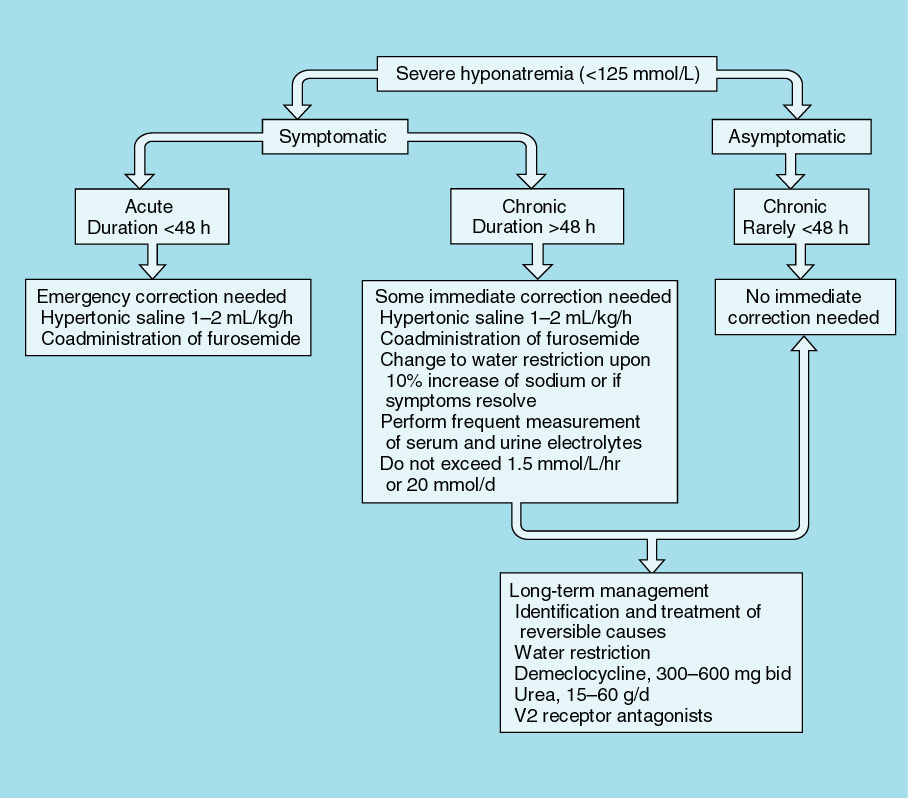 Severe hyponatremia (<125 mmol/L)
Symptomatic
Asymptomatic
Acute
Duration <48 h
Chronic
Duration >48 h
Chronic
Rarely <48 h
Emergency correction needed
Hypertonic saline 1–2 mL/kg/h
Coadministration of furosemide
Some immediate correction needed
Hypertonic saline 1–2 mL/kg/h
Coadministration of furosemide
Change to water restriction upon
10% increase of sodium or if
symptoms resolve
Perform frequent measurement
of serum and urine electrolytes
Do not exceed 1.5 mmol/L/hr
or 20 mmol/d
No immediate
correction needed
Long-term management
Identification and treatment of
reversible causes
Water restriction
Demeclocycline, 300–600 mg bid
Urea, 15–60 g/d
V2 receptor antagonists